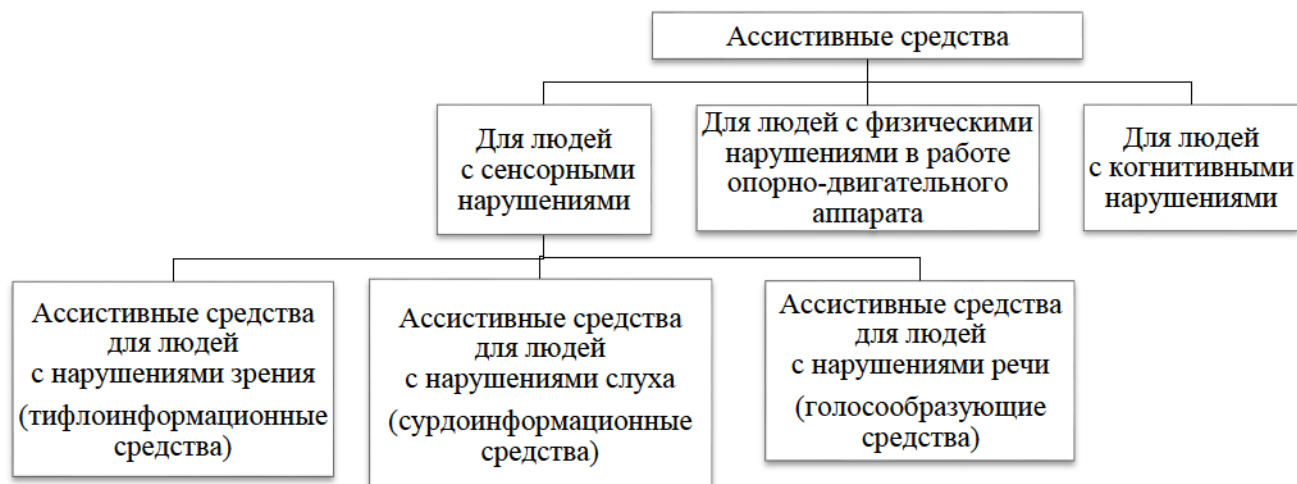 Ассистивные средства
Для людей
с сенсорными
нарушениями
Для людей с физическими
нарушениями в работе
опорно-двигательного
аппарата
Для людей
с когнитивными
нарушениями
Ассистивные средства
для людей
с нарушениями зрения
(тифлоинформационные
средства)
Ассистивные средства
для людей
с нарушениями слуха
(сурдоинформационные
средства)
Ассистивные средства
для людей
с нарушениями речи
(голосообразующие
средства)